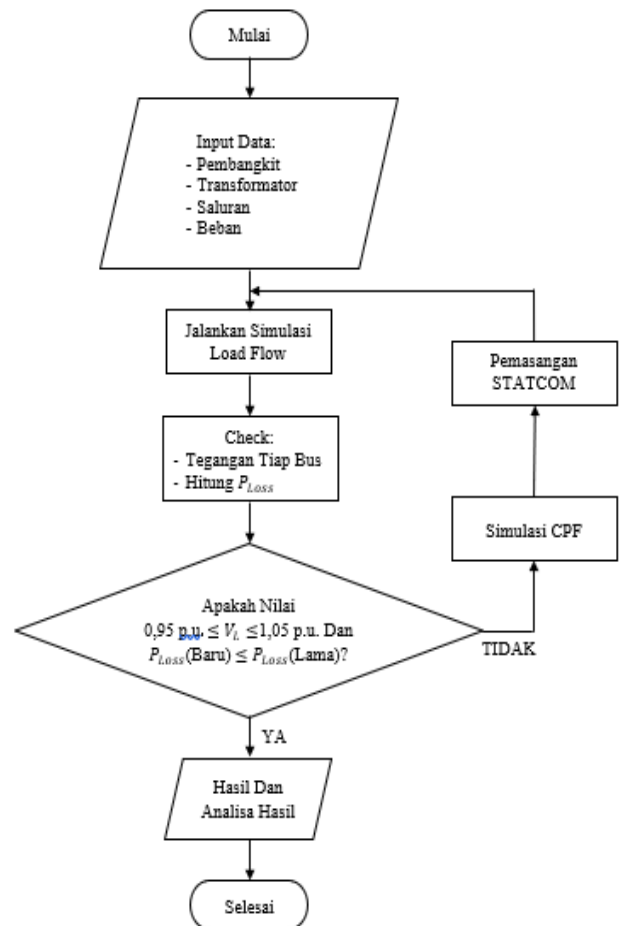 Mulai
Input Data:
- Pembangkit
- Transformator
- Saluran
- Beban
Jalankan Simulasi
Load Flow
Check:
- Tegangan Tiap Bus
- Hitung P_Loss
Apakah Nilai
0,95 p.u. ≤ V_L ≤1,05 p.u. Dan
P_Loss(Baru) ≤ P_Loss(Lama)?
TIDAK
Simulasi CPF
Pemasangan
STATCOM
YA
Hasil Dan
Analisa Hasil
Selesai